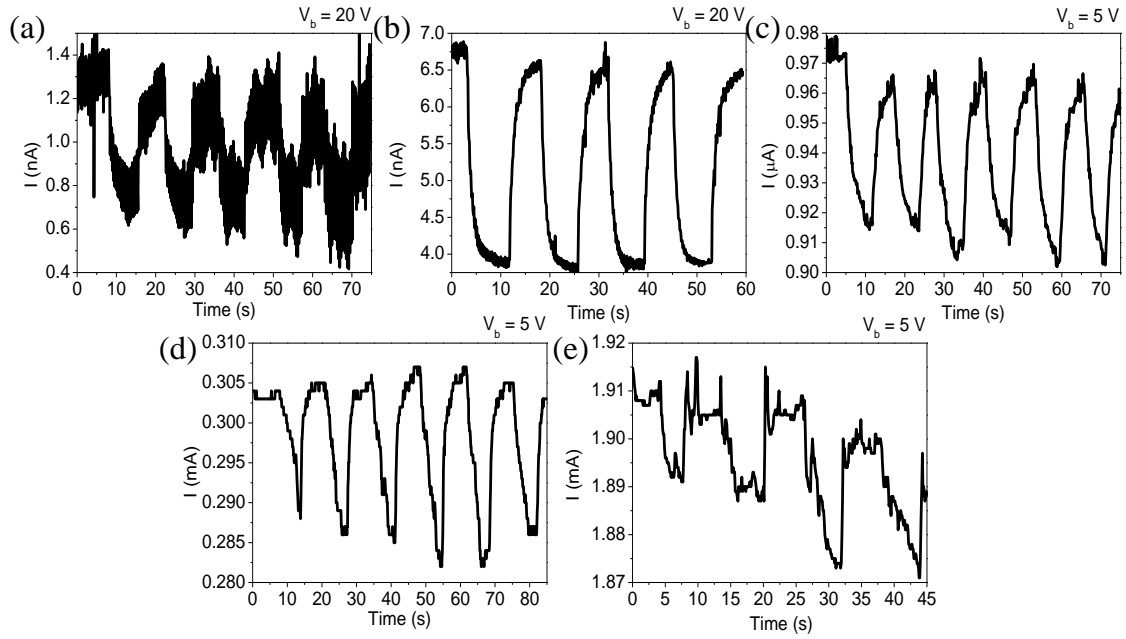 (a)
V_b = 20 V
I (nA)
1.4
1.2
1.0
0.8
0.6
0.4
0 10 20 30 40 50 60 70
Time (s)
(b)
V_b = 20 V
I (nA)
7.0
6.5
6.0
5.5
5.0
4.5
4.0
0 10 20 30 40 50 60
Time (s)
(c)
V_b = 5 V
I (µA)
0.98
0.97
0.96
0.95
0.94
0.93
0.92
0.91
0.90
0 10 20 30 40 50 60 70
Time (s)
(d)
V_b = 5 V
I (mA)
0.310
0.305
0.300
0.295
0.290
0.285
0.280
0 10 20 30 40 50 60 70 80
Time (s)
(e)
V_b = 5 V
I (mA)
1.92
1.91
1.90
1.89
1.88
1.87
0 5 10 15 20 25 30 35 40 45
Time (s)